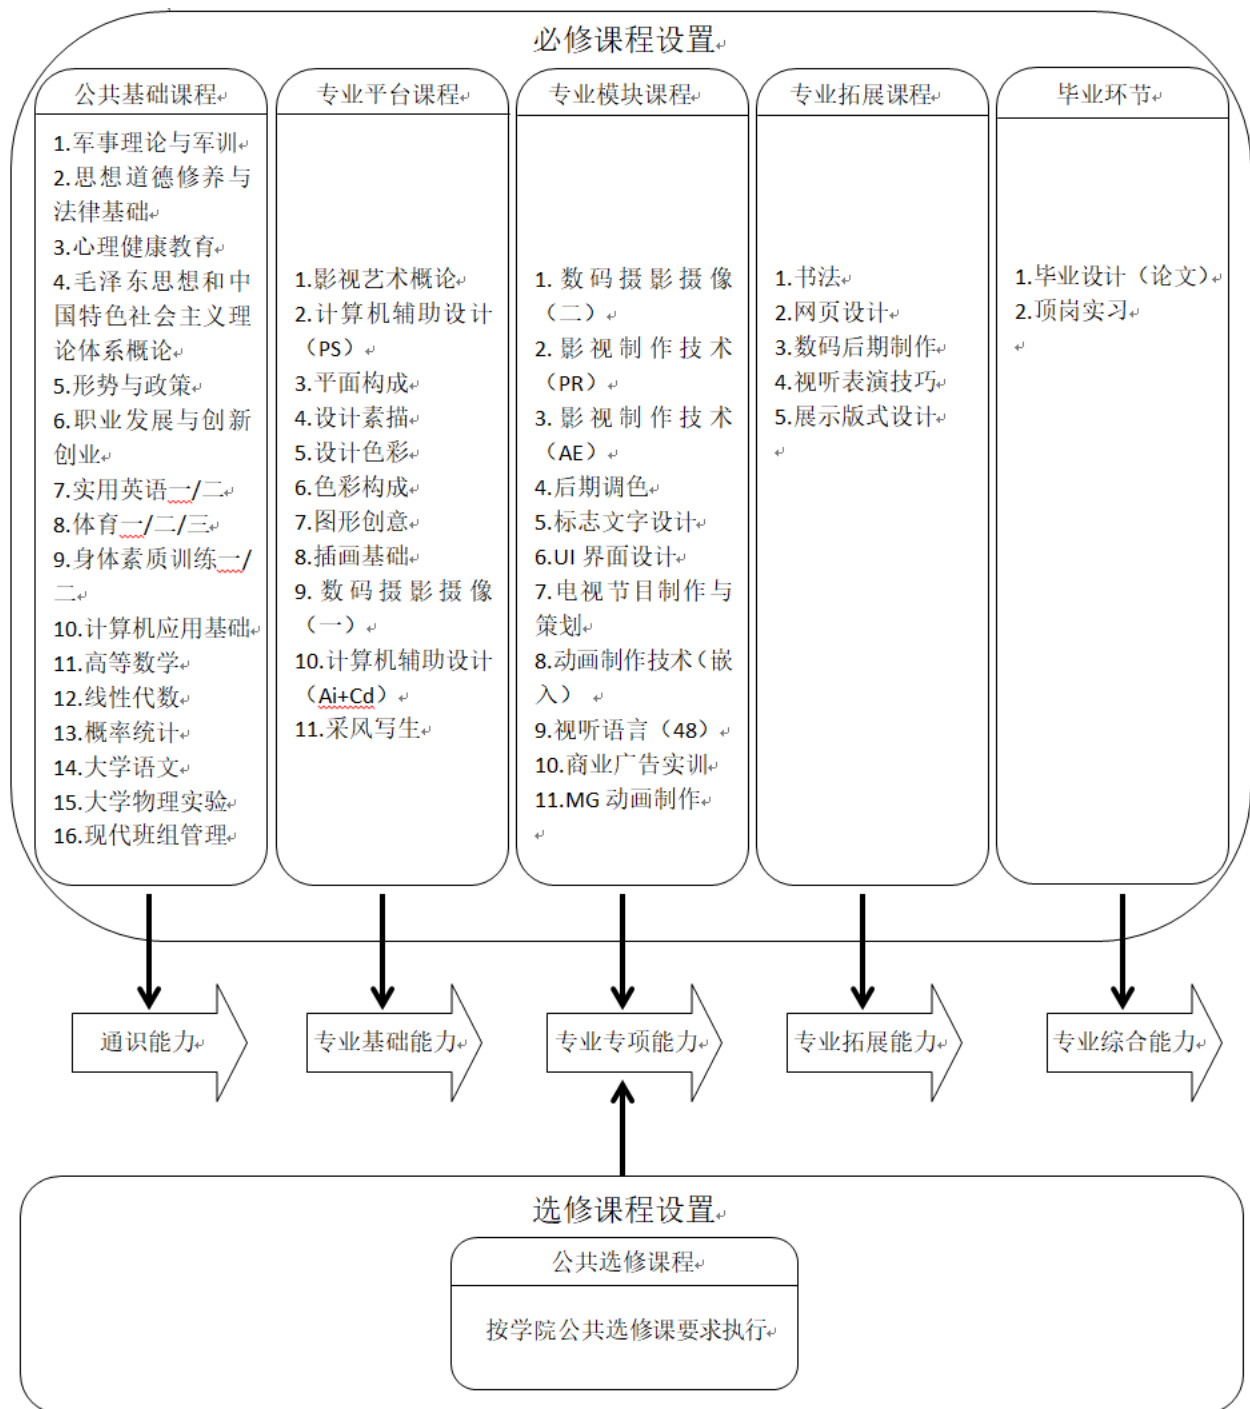 必修课程设置
公共基础课程
1.军事理论与军训
2.思想道德修养与
法律基础
3.心理健康教育
4.毛泽东思想和中
国特色社会主义理
论体系概论
5.形势与政策
6.职业发展与创新
创业
7.实用英语一/二
8.体育一/二/三
9.身体素质训练一/
二
10.计算机应用基础
11.高等数学
12.线性代数
13.概率统计
14.大学语文
15.大学物理实验
16.现代班组管理
专业平台课程
1.影视艺术概论
2.计算机辅助设计
（PS）
3.平面构成
4.设计素描
5.设计色彩
6.色彩构成
7.图形创意
8.插画基础
9.数码摄影摄像
（一）
10.计算机辅助设计
（Ai+Cd）
11.采风写生
专业模块课程
1.数码摄影摄像
（二）
2.影视制作技术
（PR）
3.影视制作技术
（AE）
4.后期调色
5.标志文字设计
6.UI 界面设计
7.电视节目制作与
策划
8.动画制作技术（嵌
入）
9.视听语言（48）
10.商业广告实训
11.MG 动画制作
专业拓展课程
1.书法
2.网页设计
3.数码后期制作
4.视听表演技巧
5.展示版式设计
毕业环节
1.毕业设计（论文）
2.顶岗实习
通识能力
专业基础能力
专业专项能力
专业拓展能力
专业综合能力
选修课程设置
公共选修课程
按学院公共选修课要求执行